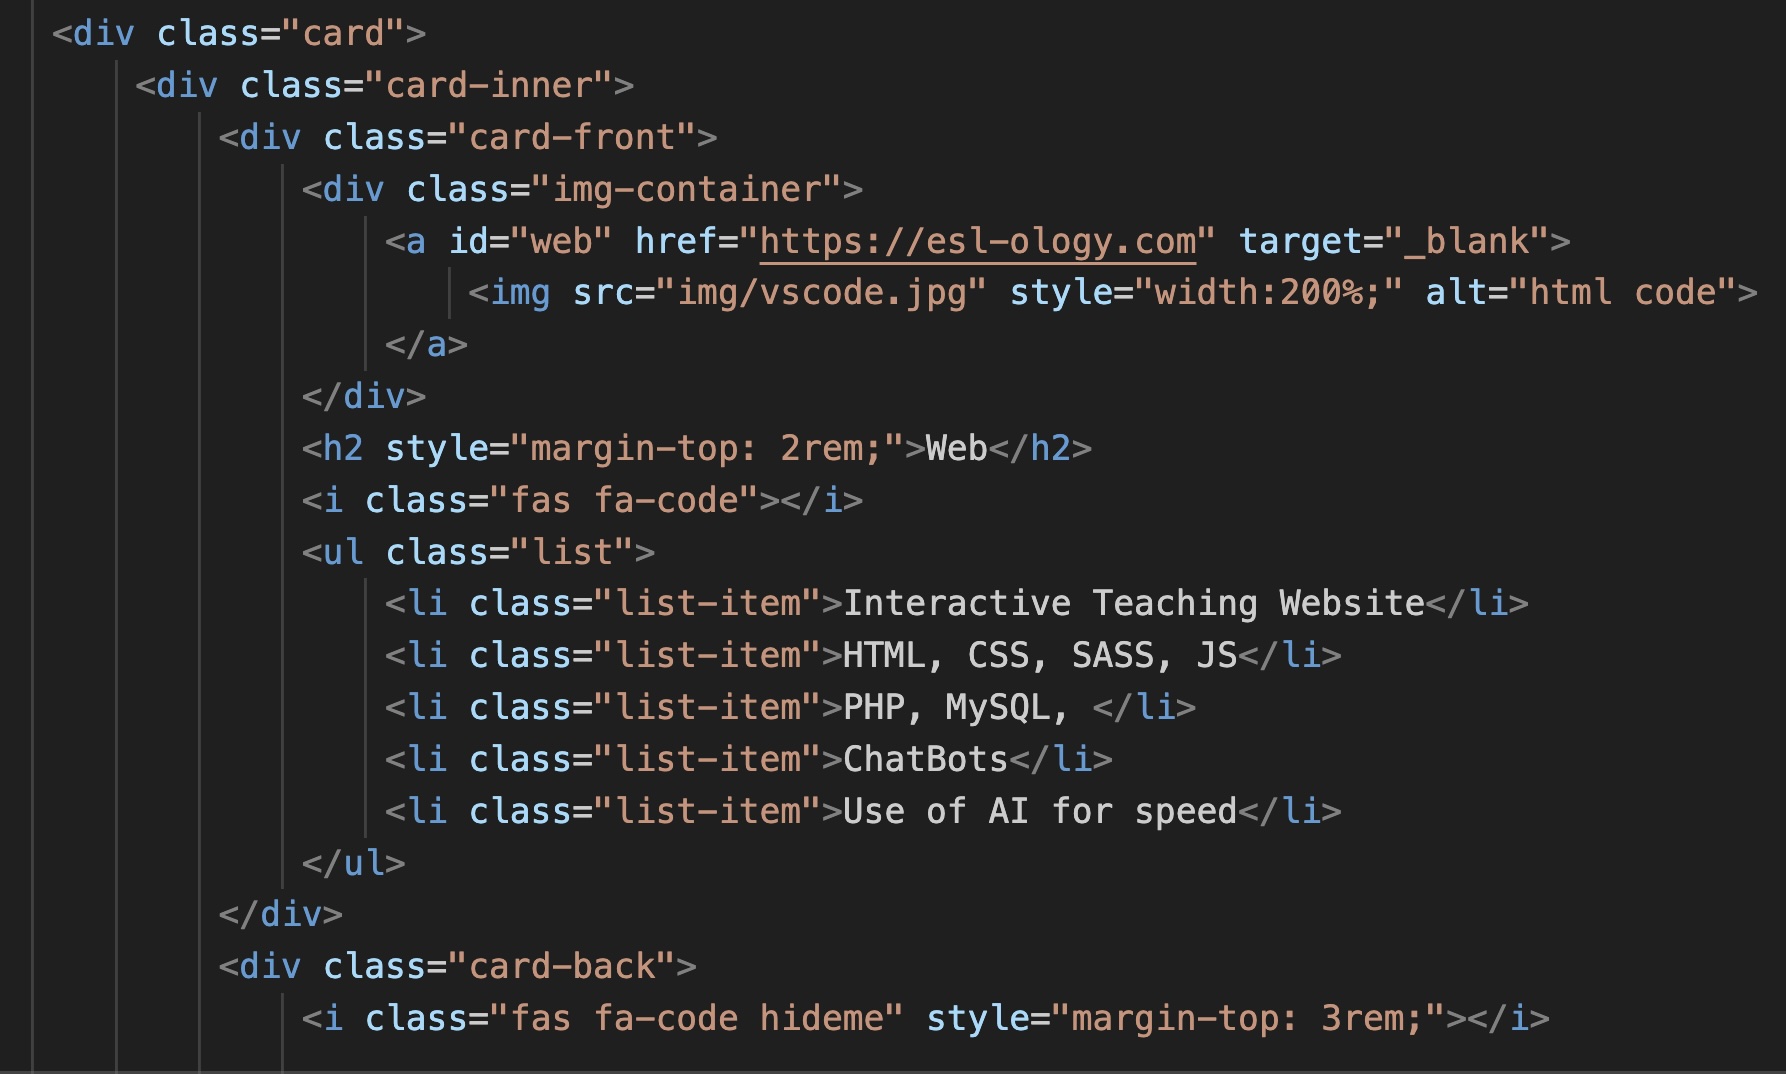 <div class="card">
<div class="card-inner">
<div class="card-front">
<div class="img-container">
<a id="web" href="https://esl-ology.com" target="_blank">
<img src="img/vscode.jpg" style="width:200%;" alt="html code">
</a>
</div>
<h2 style="margin-top: 2rem;">Web</h2>
<i class="fas fa-code"></i>
<ul class="list">
<li class="list-item">Interactive Teaching Website</li>
<li class="list-item">HTML, CSS, SASS, JS</li>
<li class="list-item">PHP, MySQL, </li>
<li class="list-item">ChatBots</li>
<li class="list-item">Use of AI for speed</li>
</ul>
</div>
<div class="card-back">
<i class="fas fa-code hideme" style="margin-top: 3rem;"></i>